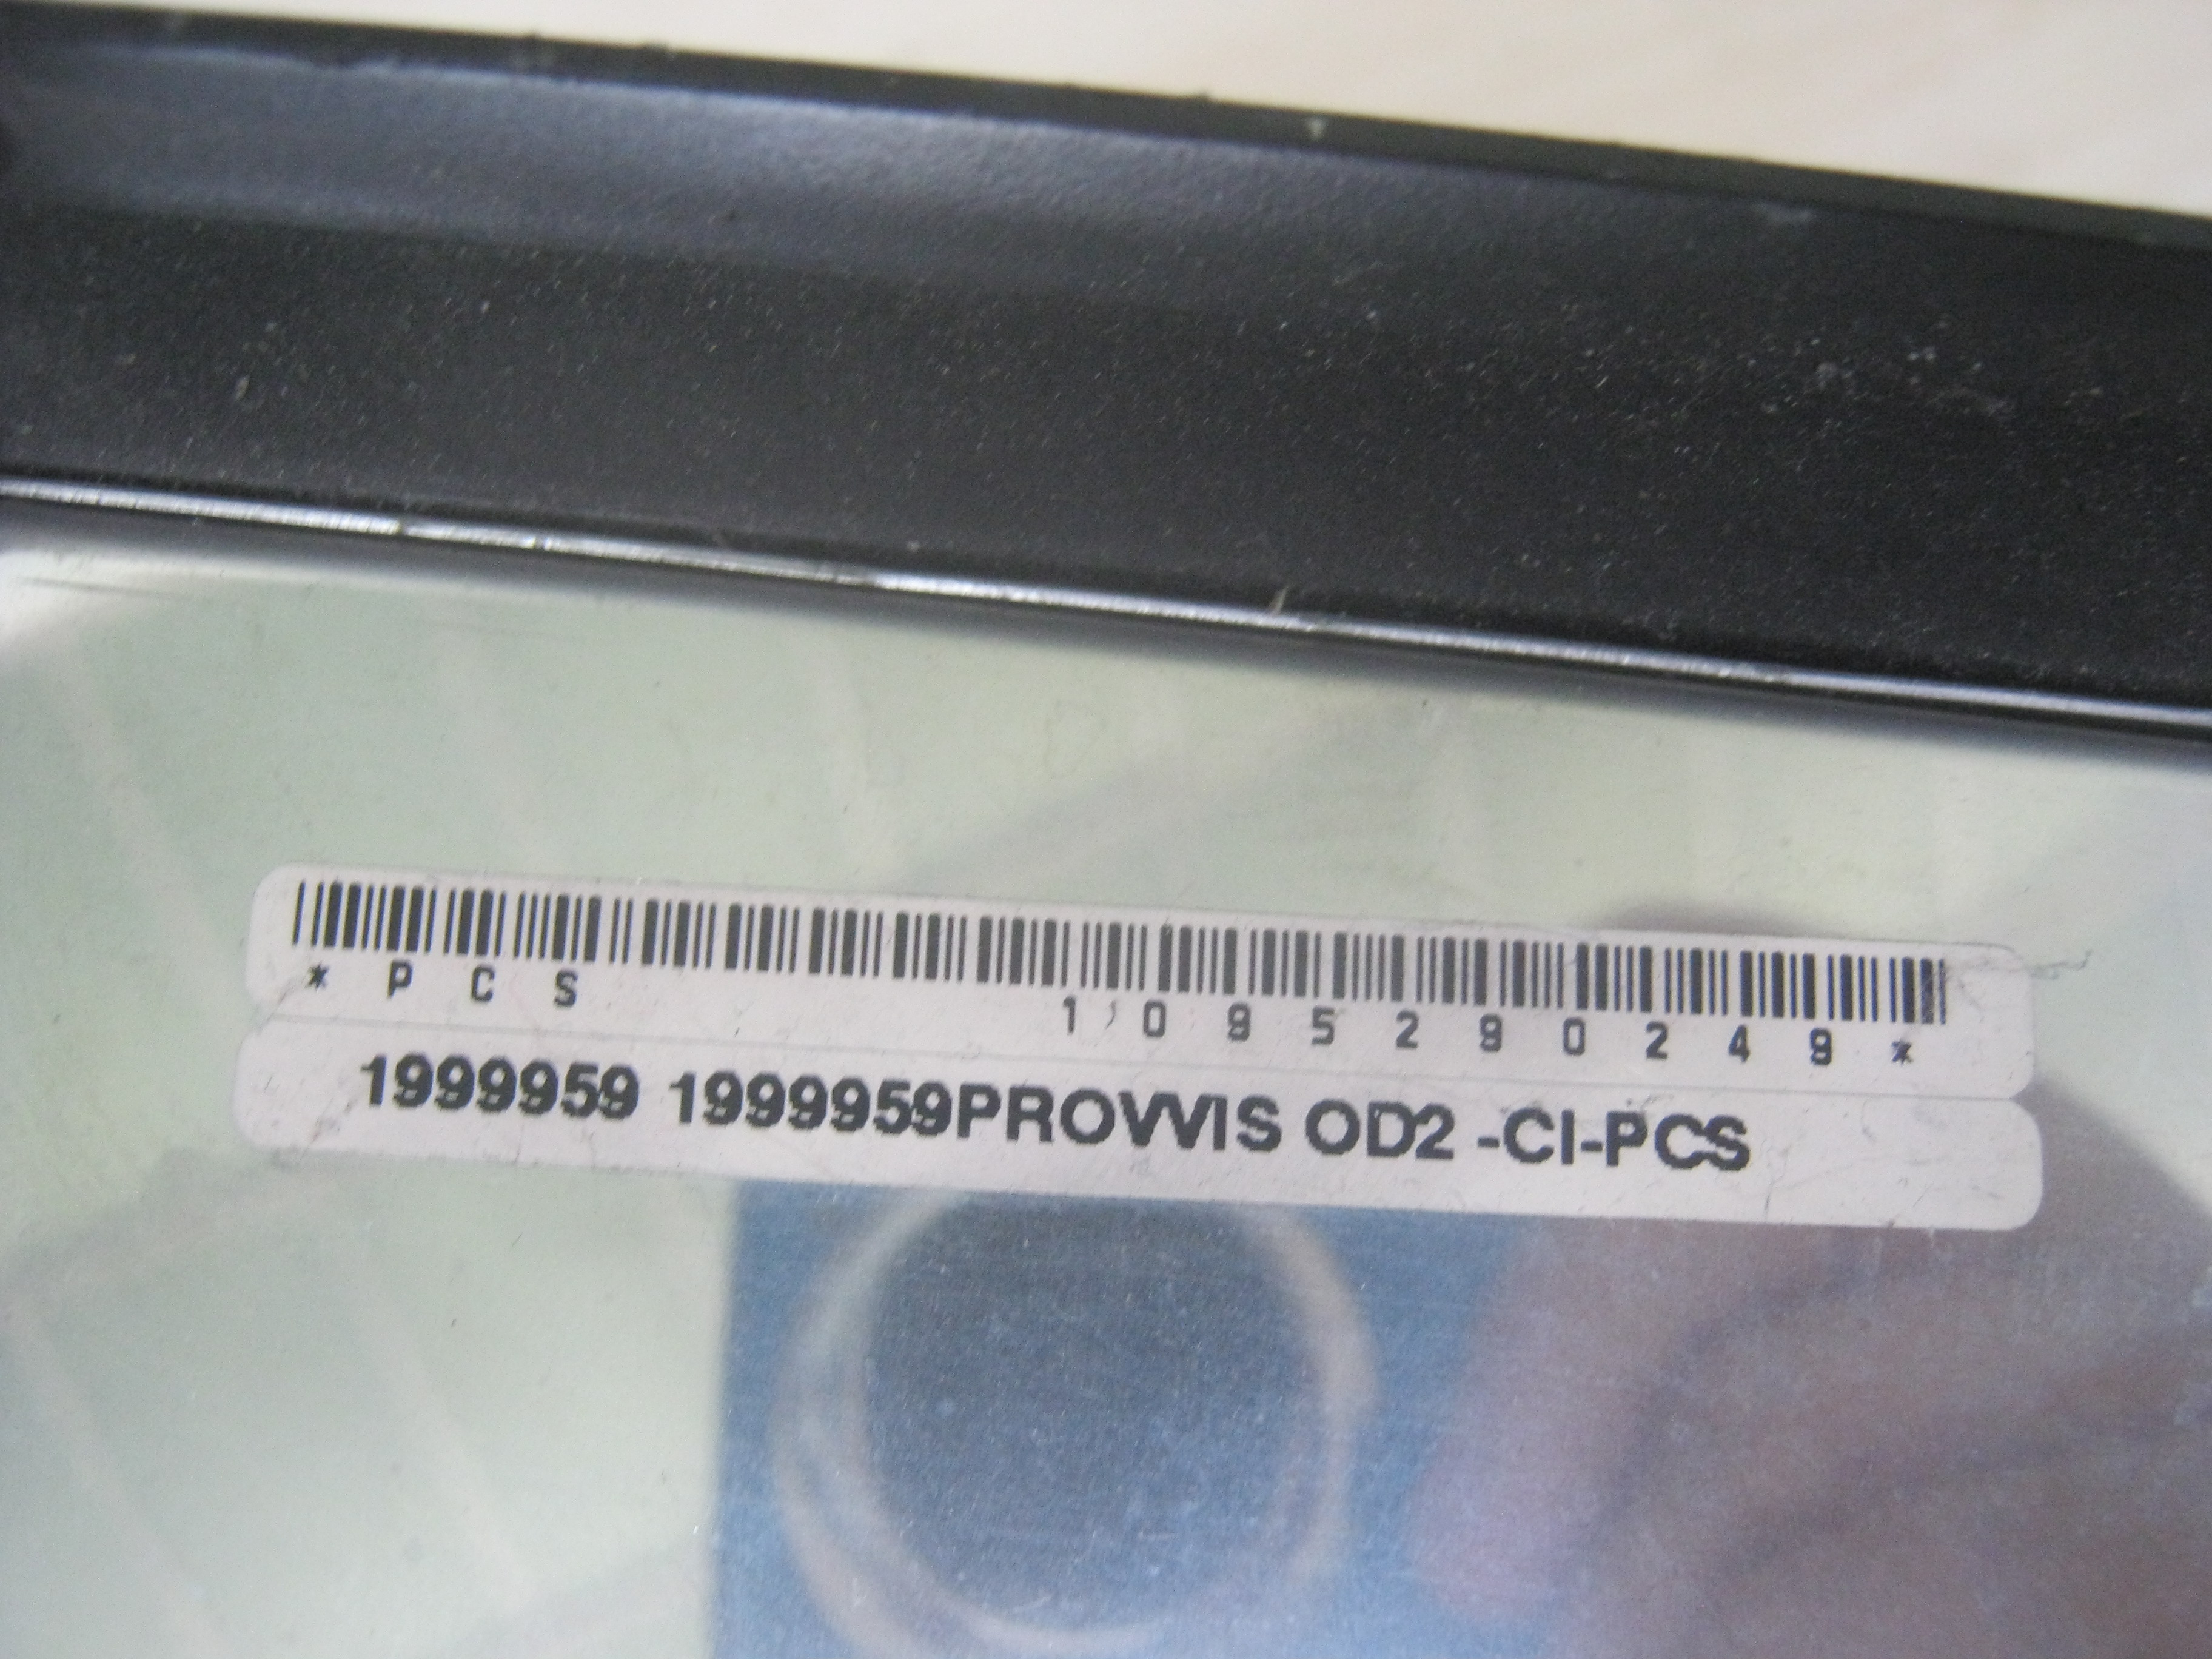 * P C S 1 0 9 5 2 9 0 2 4 9 *
1999959 1999959PROVVIS OD2 -CI-PCS